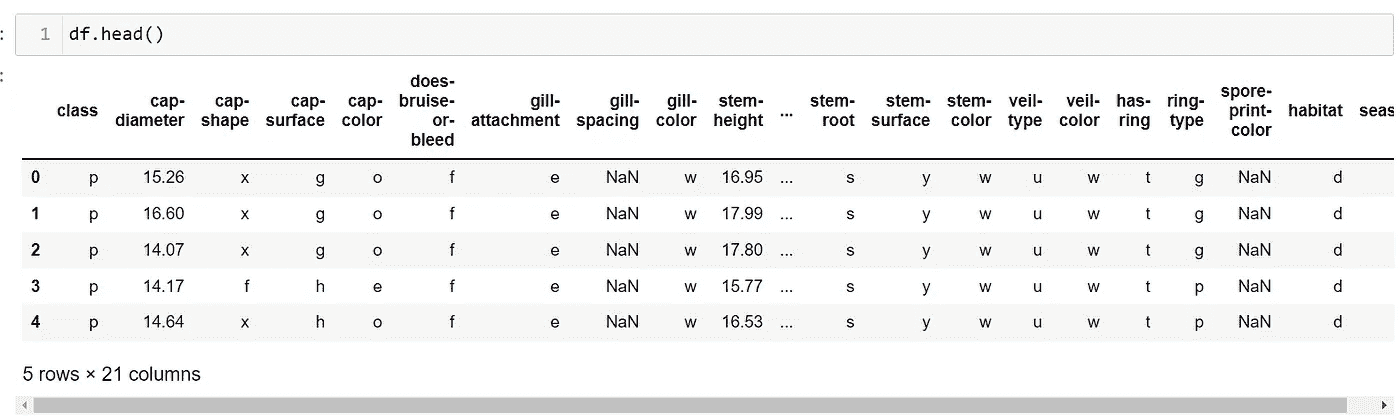 : 1 df.head()
:
class cap-diameter cap-shape cap-surface cap-color does-bruise-or-bleed gill-attachment gill-spacing gill-color stem-height ... stem-root stem-surface stem-color veil-type veil-color has-ring ring-type spore-print-color habitat seas
0 p 15.26 x g o f e NaN w 16.95 ... s y w u w t g NaN d
1 p 16.60 x g o f e NaN w 17.99 ... s y w u w t g NaN d
2 p 14.07 x g o f e NaN w 17.80 ... s y w u w t g NaN d
3 p 14.17 f h e f e NaN w 15.77 ... s y w u w t p NaN d
4 p 14.64 x h o f e NaN w 16.53 ... s y w u w t p NaN d
5 rows × 21 columns